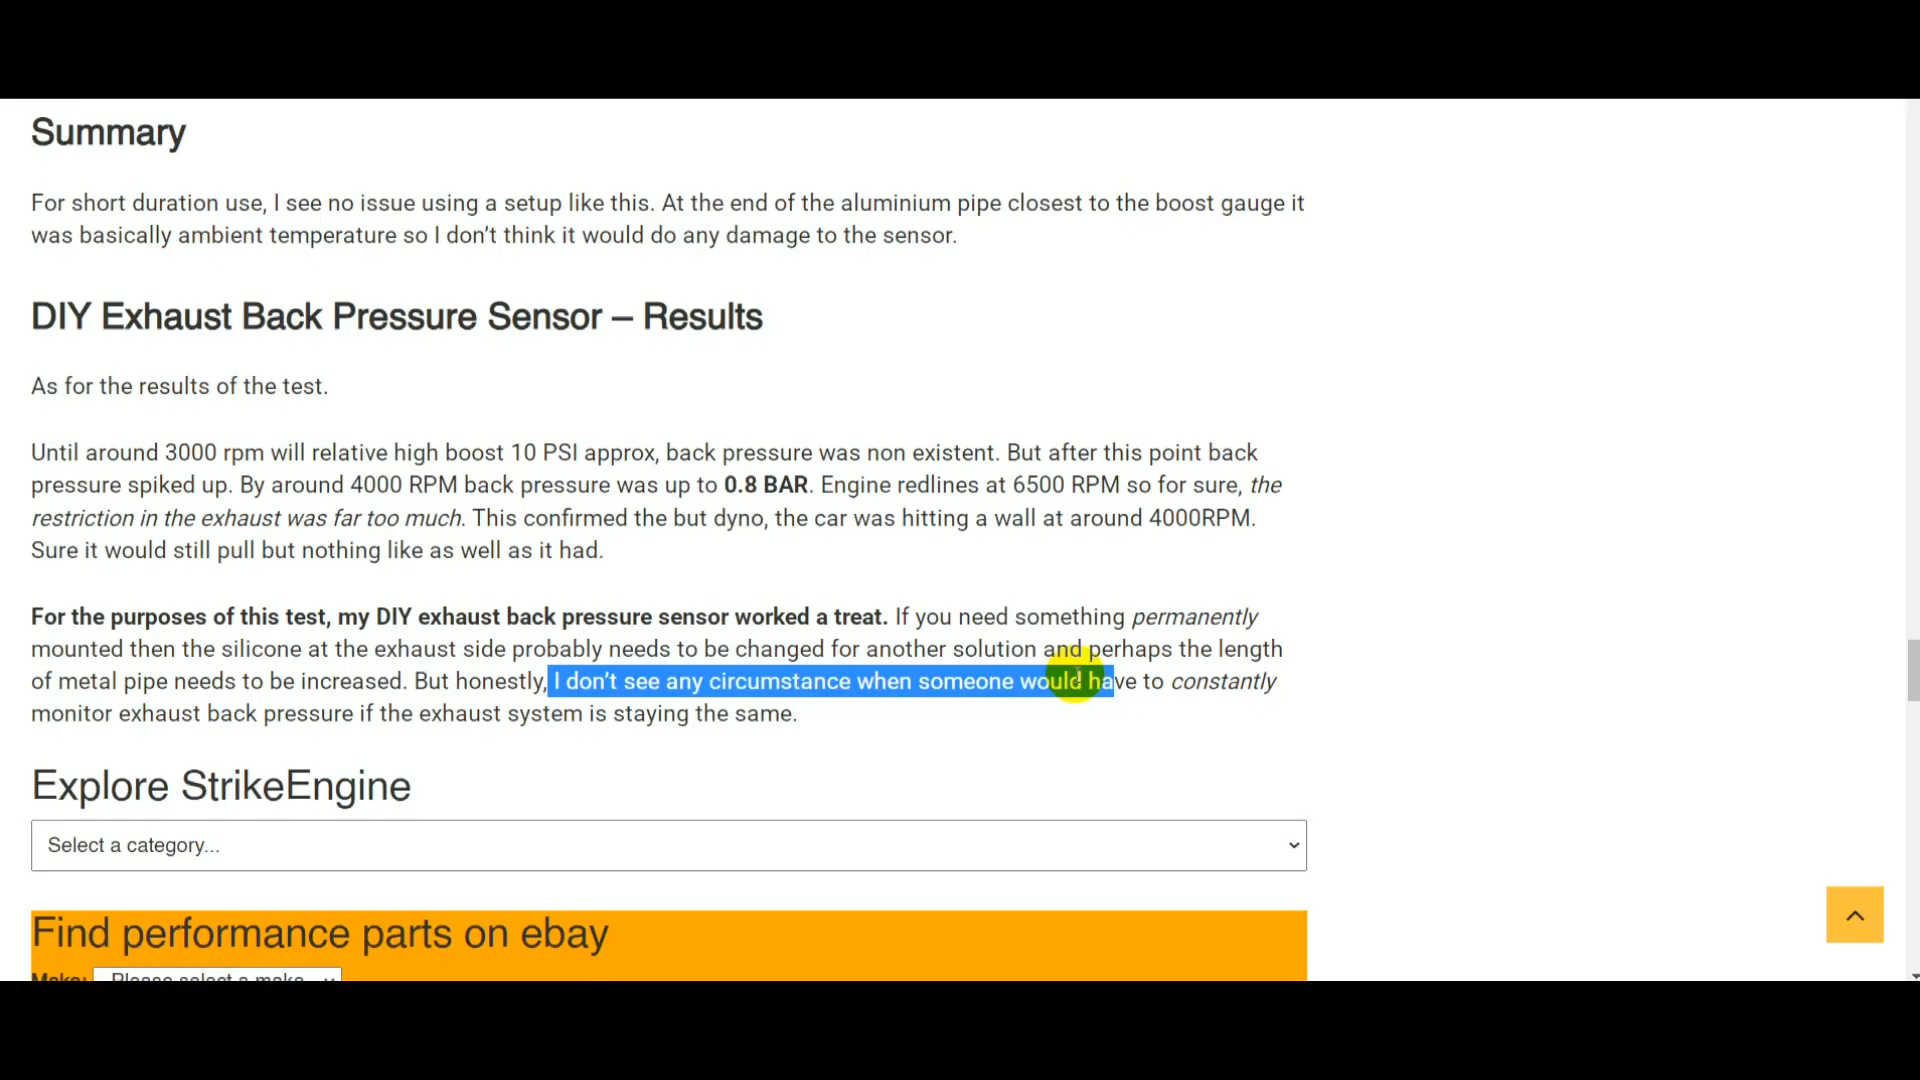 Summary
For short duration use, I see no issue using a setup like this. At the end of the aluminium pipe closest to the boost gauge it
was basically ambient temperature so I don’t think it would do any damage to the sensor.
DIY Exhaust Back Pressure Sensor – Results
As for the results of the test.
Until around 3000 rpm will relative high boost 10 PSI approx, back pressure was non existent. But after this point back
pressure spiked up. By around 4000 RPM back pressure was up to 0.8 BAR. Engine redlines at 6500 RPM so for sure, the
restriction in the exhaust was far too much. This confirmed the but dyno, the car was hitting a wall at around 4000RPM.
Sure it would still pull but nothing like as well as it had.
For the purposes of this test, my DIY exhaust back pressure sensor worked a treat. If you need something permanently
mounted then the silicone at the exhaust side probably needs to be changed for another solution and perhaps the length
of metal pipe needs to be increased. But honestly, I don’t see any circumstance when someone would have to constantly
monitor exhaust back pressure if the exhaust system is staying the same.
Explore StrikeEngine
Select a category...
Find performance parts on ebay
Make: Please select a make